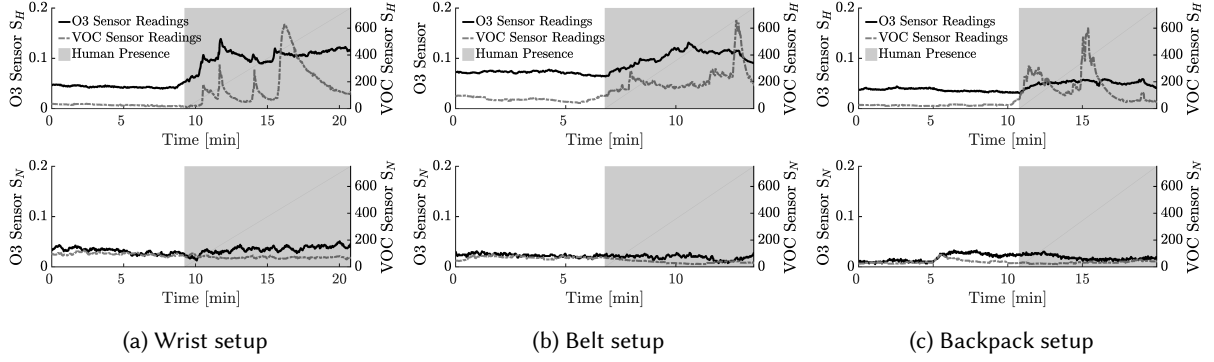 O3 Sensor Readings
VOC Sensor Readings
Human Presence
O3 Sensor S_H
0.2
0.1
0
VOC Sensor S_H
600
400
200
0
0 5 10 15 20
Time [min]
O3 Sensor Readings
VOC Sensor Readings
Human Presence
O3 Sensor S_H
0.2
0.1
0
VOC Sensor S_H
600
400
200
0
0 5 10
Time [min]
O3 Sensor Readings
VOC Sensor Readings
Human Presence
O3 Sensor S_H
0.2
0.1
0
VOC Sensor S_H
600
400
200
0
0 5 10 15
Time [min]
O3 Sensor S_N
0.2
0.1
0
VOC Sensor S_N
600
400
200
0
0 5 10 15 20
Time [min]
O3 Sensor S_N
0.2
0.1
0
VOC Sensor S_N
600
400
200
0
0 5 10
Time [min]
O3 Sensor S_N
0.2
0.1
0
VOC Sensor S_N
600
400
200
0
0 5 10 15
Time [min]
(a) Wrist setup
(b) Belt setup
(c) Backpack setup